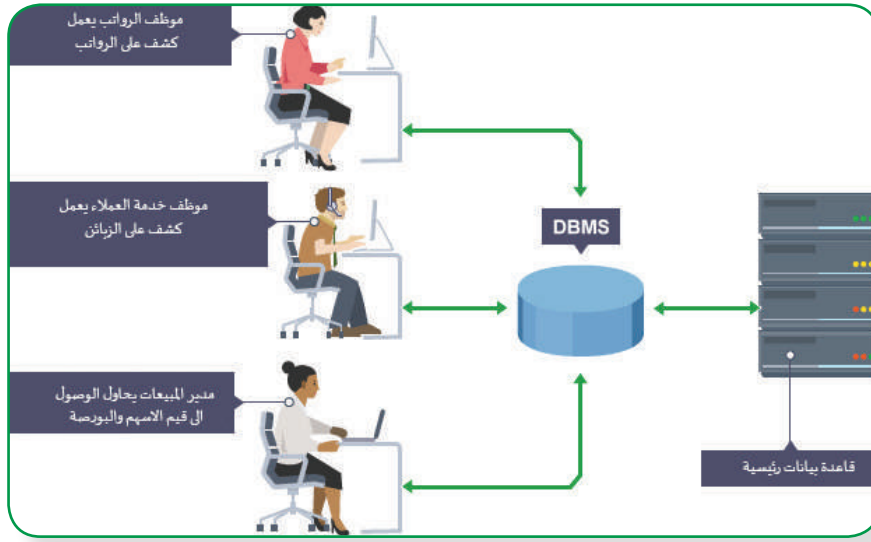 موظف الرواتب يعمل
كشف على الرواتب
موظف خدمة العملاء يعمل
كشف على الزبائن
DBMS
مدير المبيعات يحاول الوصول
الى قيم الاسهم والبورصة
قاعدة بيانات رئيسية